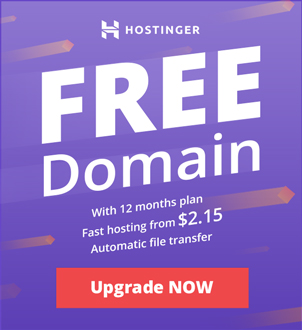 HOSTINGER
FREE
Domain
With 12 months plan
Fast hosting from $2.15
Automatic file transfer
Upgrade NOW